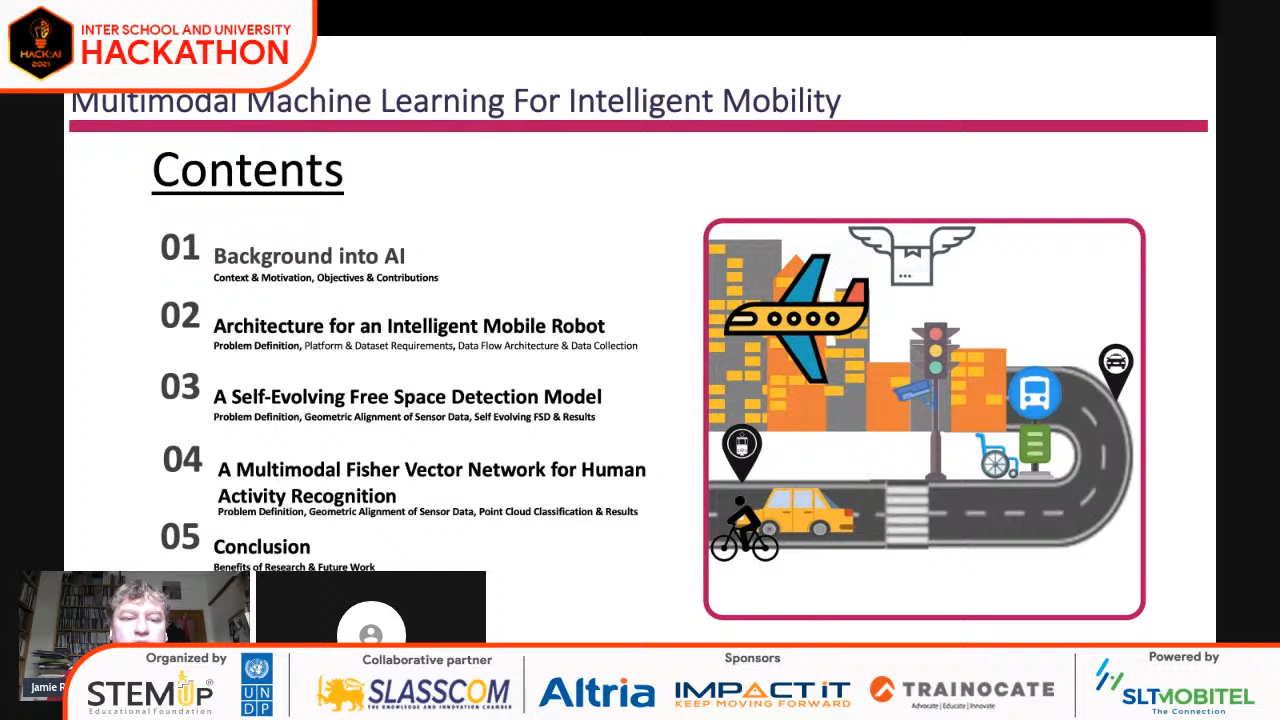 INTER SCHOOL AND UNIVERSITY
HACKATHON
HACK:AI
2021
Multimodal Machine Learning For Intelligent Mobility
Contents
01
Background into AI
Context & Motivation, Objectives & Contributions
02
Architecture for an Intelligent Mobile Robot
Problem Definition, Platform & Dataset Requirements, Data Flow Architecture & Data Collection
03
A Self-Evolving Free Space Detection Model
Problem Definition, Geometric Alignment of Sensor Data, Self Evolving FSD & Results
04
A Multimodal Fisher Vector Network for Human
Activity Recognition
Problem Definition, Geometric Alignment of Sensor Data, Point Cloud Classification & Results
05
Conclusion
Benefits of Research & Future Work
Jamie R
Organized by
STEMUP
Educational Foundation
U N
D P
Collaborative partner
SLASSCOM
THE KNOWLEDGE AND INNOVATION CHAMBER
Sponsors
Altria
IMPACT iT
KEEP MOVING FORWARD
TRAINOCATE
Advocate | Educate | Innovate
Powered by
SLTMOBITEL
The Connection